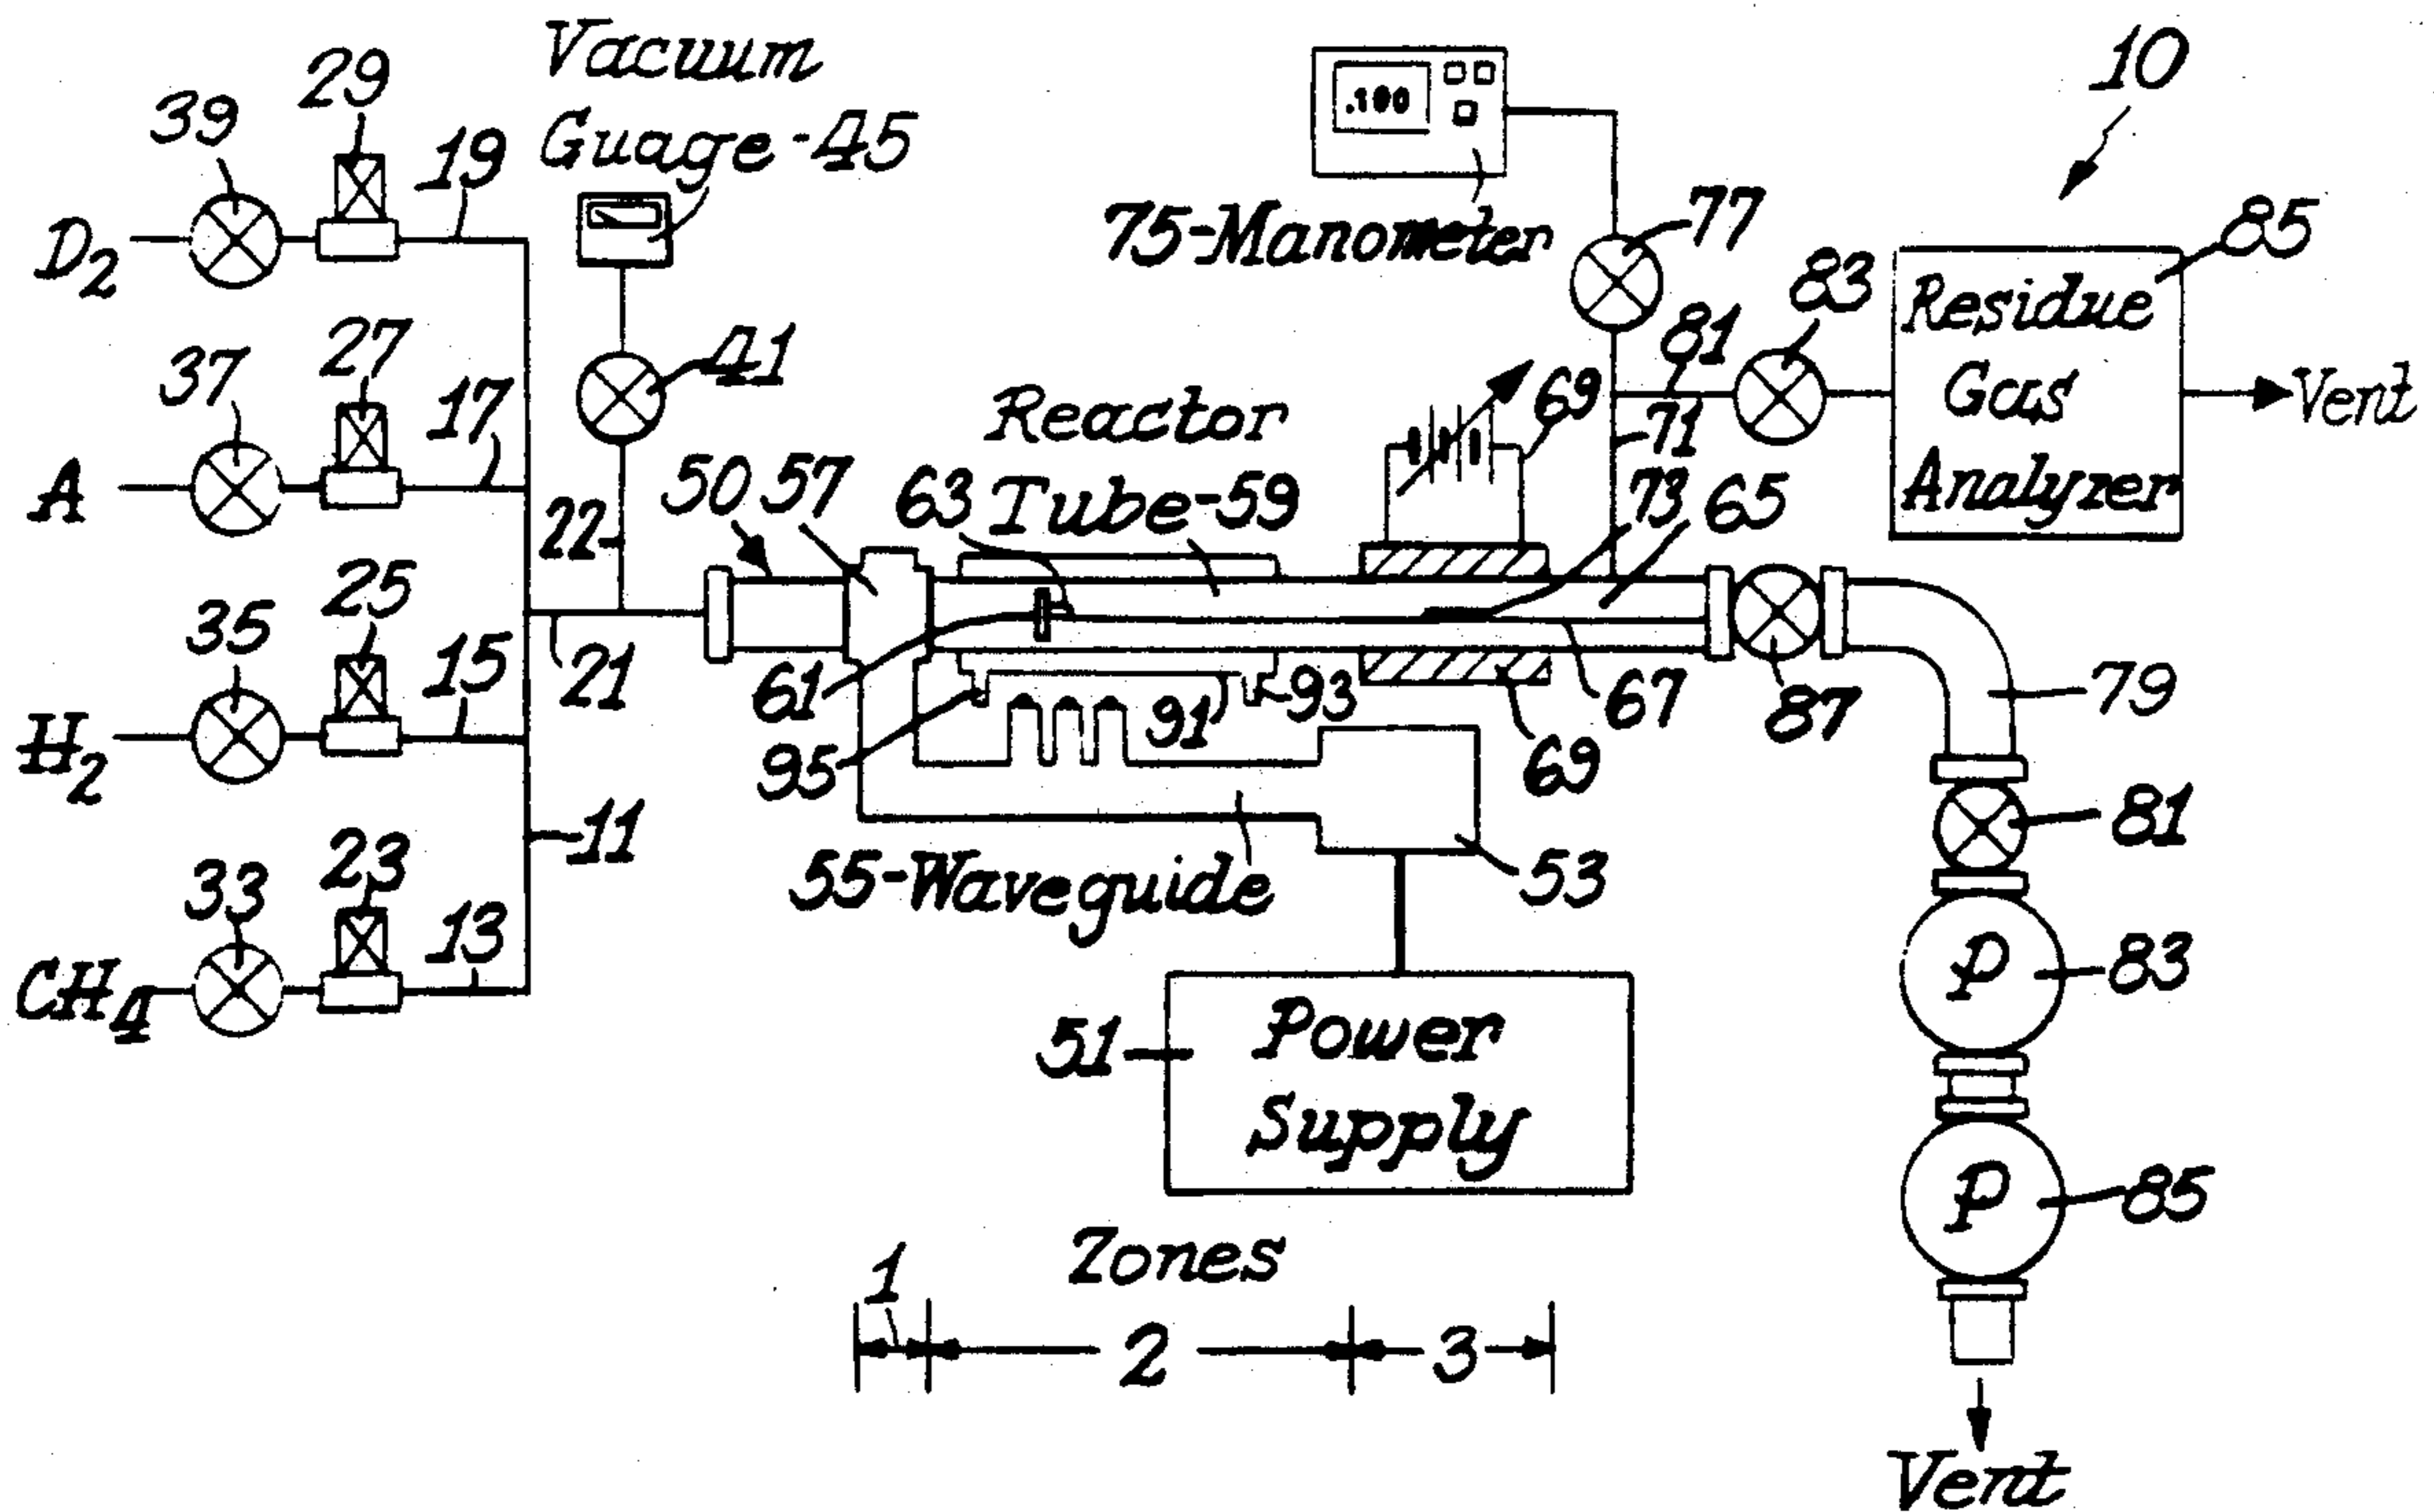 Vacuum
Guage-45
10
29
39
19
D2
.100
75-Manometer
77
83
85
Residue
Gas
Analyzer
Vent
81
71
69
41
27
37
17
A
Reactor
Tube-59
50
57
63
73
65
22
25
35
15
H2
21
61
95
91
93
69
67
87
79
11
55-Waveguide
53
81
23
33
13
CH4
83
P
51
Power
Supply
85
P
Zones
1
2
3
Vent